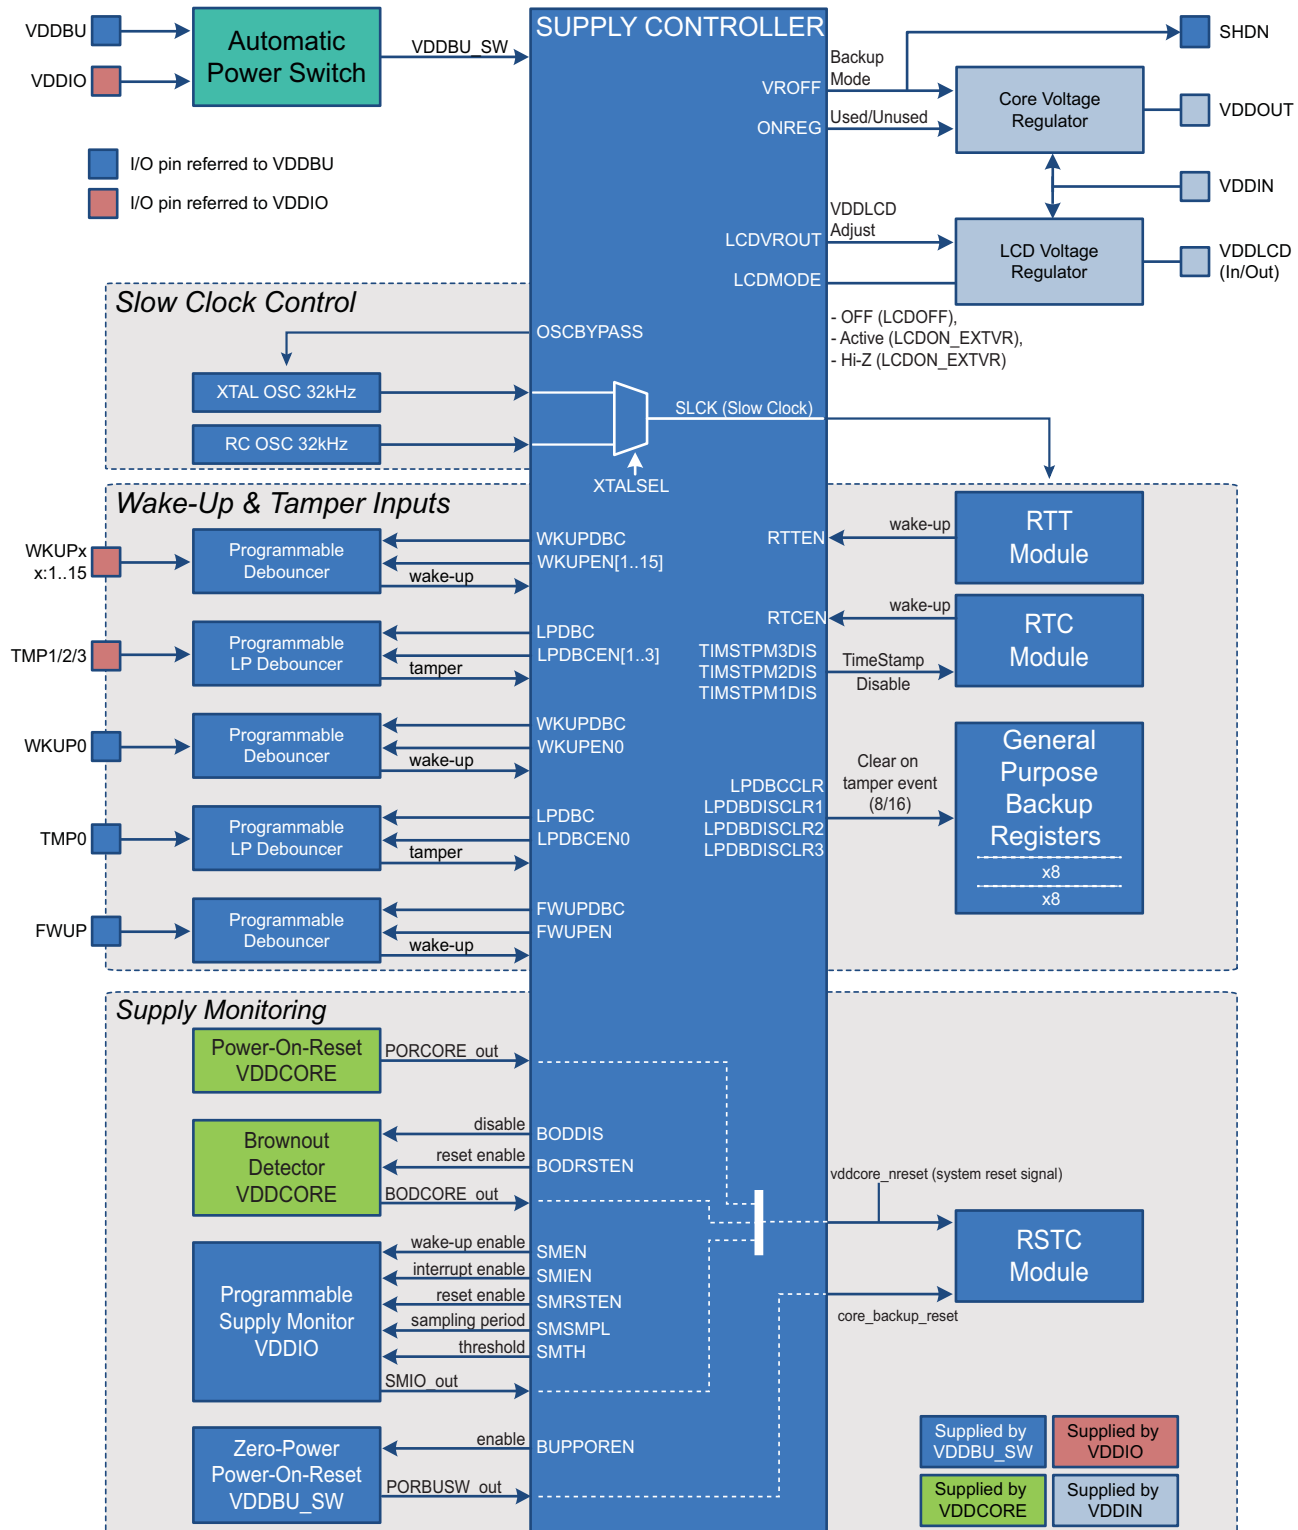 SUPPLY CONTROLLER
VDDBU
VDDIO
Automatic
Power Switch
VDDBU_SW
I/O pin referred to VDDBU
I/O pin referred to VDDIO
VROFF
Backup
Mode
SHDN
ONREG
Used/Unused
Core Voltage
Regulator
VDDOUT
VDDIN
LCDVROUT
VDDLCD
Adjust
LCDMODE
LCD Voltage
Regulator
VDDLCD
(In/Out)
- OFF (LCDOFF),
- Active (LCDON_EXTVR),
- Hi-Z (LCDON_EXTVR)
Slow Clock Control
OSCBYPASS
XTAL OSC 32kHz
RC OSC 32kHz
SLCK (Slow Clock)
XTALSEL
Wake-Up & Tamper Inputs
WKUPx
x:1..15
Programmable
Debouncer
WKUPDBC
WKUPEN[1..15]
wake-up
TMP1/2/3
Programmable
LP Debouncer
LPDBC
LPDBCEN[1..3]
tamper
WKUP0
Programmable
Debouncer
WKUPDBC
WKUPEN0
wake-up
TMP0
Programmable
LP Debouncer
LPDBC
LPDBCEN0
tamper
FWUP
Programmable
Debouncer
FWUPDBC
FWUPEN
wake-up
RTTEN
wake-up
RTT
Module
RTCEN
wake-up
RTC
Module
TIMSTPM3DIS
TIMSTPM2DIS
TIMSTPM1DIS
TimeStamp
Disable
LPDBCCLR
LPDBDISCLR1
LPDBDISCLR2
LPDBDISCLR3
Clear on
tamper event
(8/16)
General
Purpose
Backup
Registers
x8
x8
Supply Monitoring
Power-On-Reset
VDDCORE
PORCORE_out
Brownout
Detector
VDDCORE
disable
BODDIS
reset enable
BODRSTEN
BODCORE_out
Programmable
Supply Monitor
VDDIO
wake-up enable
SMEN
interrupt enable
SMIEN
reset enable
SMRSTEN
sampling period
SMSMPL
threshold
SMTH
SMIO_out
Zero-Power
Power-On-Reset
VDDBU_SW
enable
BUPPOREN
PORBUSW_out
vddcore_nreset (system reset signal)
RSTC
Module
core_backup_reset
Supplied by
VDDBU_SW
Supplied by
VDDIO
Supplied by
VDDCORE
Supplied by
VDDIN